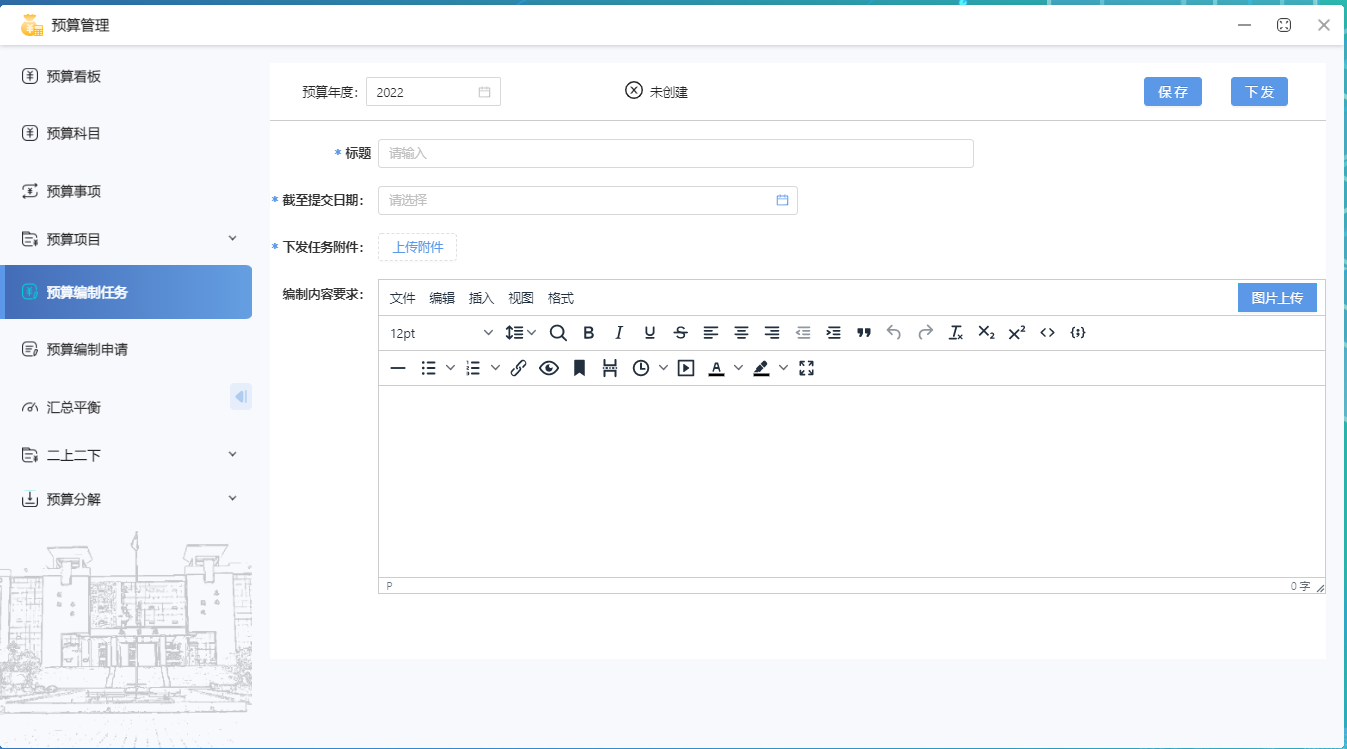 预算管理
预算看板
预算科目
预算事项
预算项目
预算编制任务
预算编制申请
汇总平衡
二上二下
预算分解
预算年度： 2022 未创建 保存 下发
* 标题 请输入
* 截至提交日期： 请选择
* 下发任务附件： 上传附件
编制内容要求：
文件 编辑 插入 视图 格式 图片上传
12pt
P 0 字